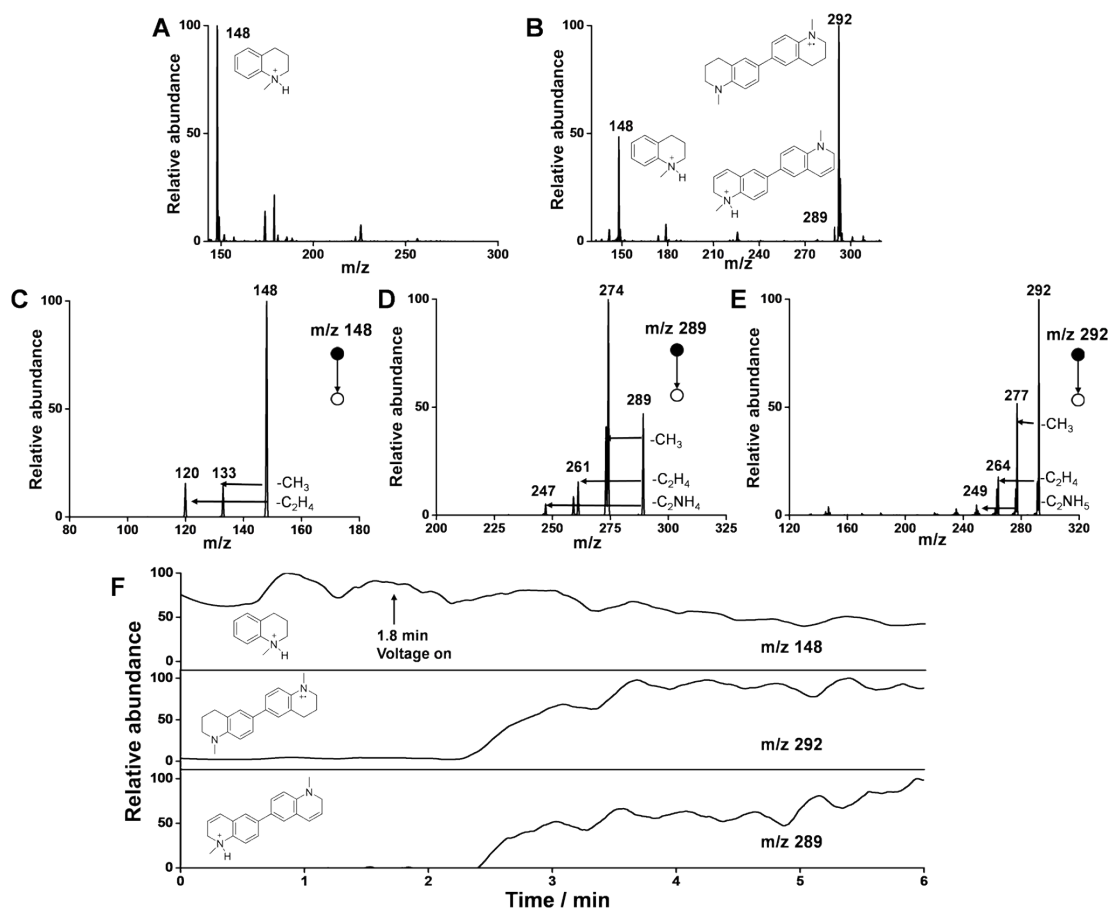 A
Relative abundance
100
50
0
148
N
+
H
200
250
300
m/z
B
Relative abundance
100
50
0
292
148
289
N
+•
N
N
+
H
N
N
+
H
150
180
210
240
270
300
m/z
C
Relative abundance
100
50
0
148
m/z 148
120
133
-CH3
-C2H4
80
100
120
140
160
180
m/z
D
Relative abundance
100
50
0
274
m/z 289
289
-CH3
261
-C2H4
247
-C2NH4
200
225
250
275
300
325
m/z
E
Relative abundance
100
50
0
292
m/z 292
277
-CH3
264
-C2H4
249
-C2NH5
120
160
200
240
280
320
m/z
F
Relative abundance
100
50
0
N
+
H
1.8 min
Voltage on
m/z 148
100
50
0
N
+•
N
m/z 292
100
50
0
N
N
+
H
m/z 289
0
1
2
3
4
5
6
Time / min